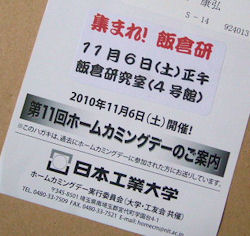 康弘
S - 14
924013
集まれ! 飯倉研
11月6日(土)正午
飯倉研究室(4号館)
2010年11月6日(土)開催!
第11回ホームカミングデーのご案内
※このハガキは、過去にホームカミングデーに参加された方にお送りしています。
日本工業大学
ホームカミングデー実行委員会(大学・工友会 共催)
〒345-8501 埼玉県南埼玉郡宮代町学園台4-1
TEL. 0480-33-7509 FAX. 0480-33-7521 E-mail: homecm@nit.ac.jp